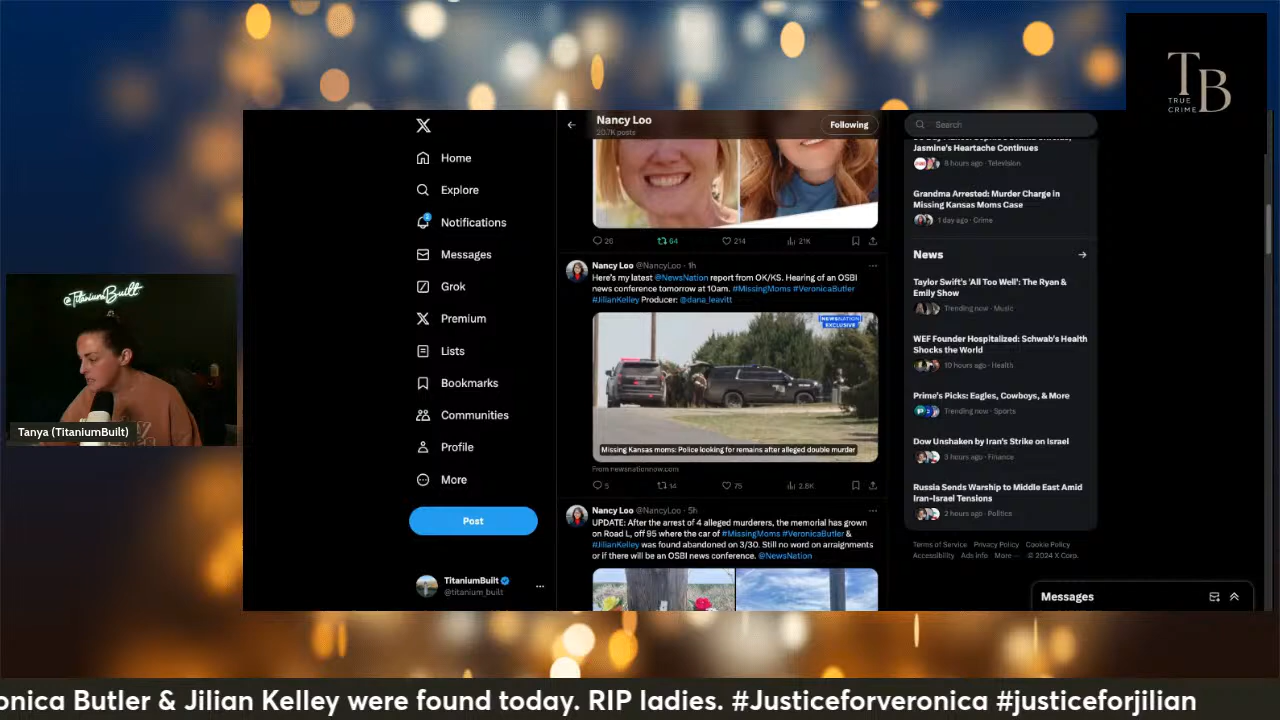 TB
TRUE
CRIME
@TitaniumBuilt
Tanya (TitaniumBuilt)
X
Home
Explore
Notifications
Messages
Grok
Premium
Lists
Bookmarks
Communities
Profile
More
Post
TitaniumBuilt
@titanium_built
Nancy Loo
20.7K posts
Following
26 64 214 21K
Nancy Loo @NancyLoo · 1h
Here's my latest @NewsNation report from OK/KS. Hearing of an OSBI
news conference tomorrow at 10am. #MissingMoms #VeronicaButler
#JilianKelley Producer: @dana_leavitt
NEWSNATION
EXCLUSIVE
Missing Kansas moms: Police looking for remains after alleged double murder
From newsnationnow.com
5 14 75 2.8K
Nancy Loo @NancyLoo · 5h
UPDATE: After the arrest of 4 alleged murderers, the memorial has grown
on Road L, off 95 where the car of #MissingMoms #VeronicaButler &
#JilianKelley was found abandoned on 3/30. Still no word on arraignments
or if there will be an OSBI news conference. @NewsNation
Search
Jasmine's Heartache Continues
8 hours ago · Television
Grandma Arrested: Murder Charge in
Missing Kansas Moms Case
1 day ago · Crime
News
Taylor Swift's 'All Too Well': The Ryan &
Emily Show
Trending now · Music
WEF Founder Hospitalized: Schwab's Health
Shocks the World
10 hours ago · Health
Prime's Picks: Eagles, Cowboys, & More
Trending now · Sports
Dow Unshaken by Iran's Strike on Israel
5 hours ago · Finance
Russia Sends Warship to Middle East Amid
Iran-Israel Tensions
2 hours ago · Politics
Terms of Service Privacy Policy Cookie Policy
Accessibility Ads info More ··· © 2024 X Corp.
Messages
onica Butler & Jilian Kelley were found today. RIP ladies. #Justiceforveronica #justiceforjilian